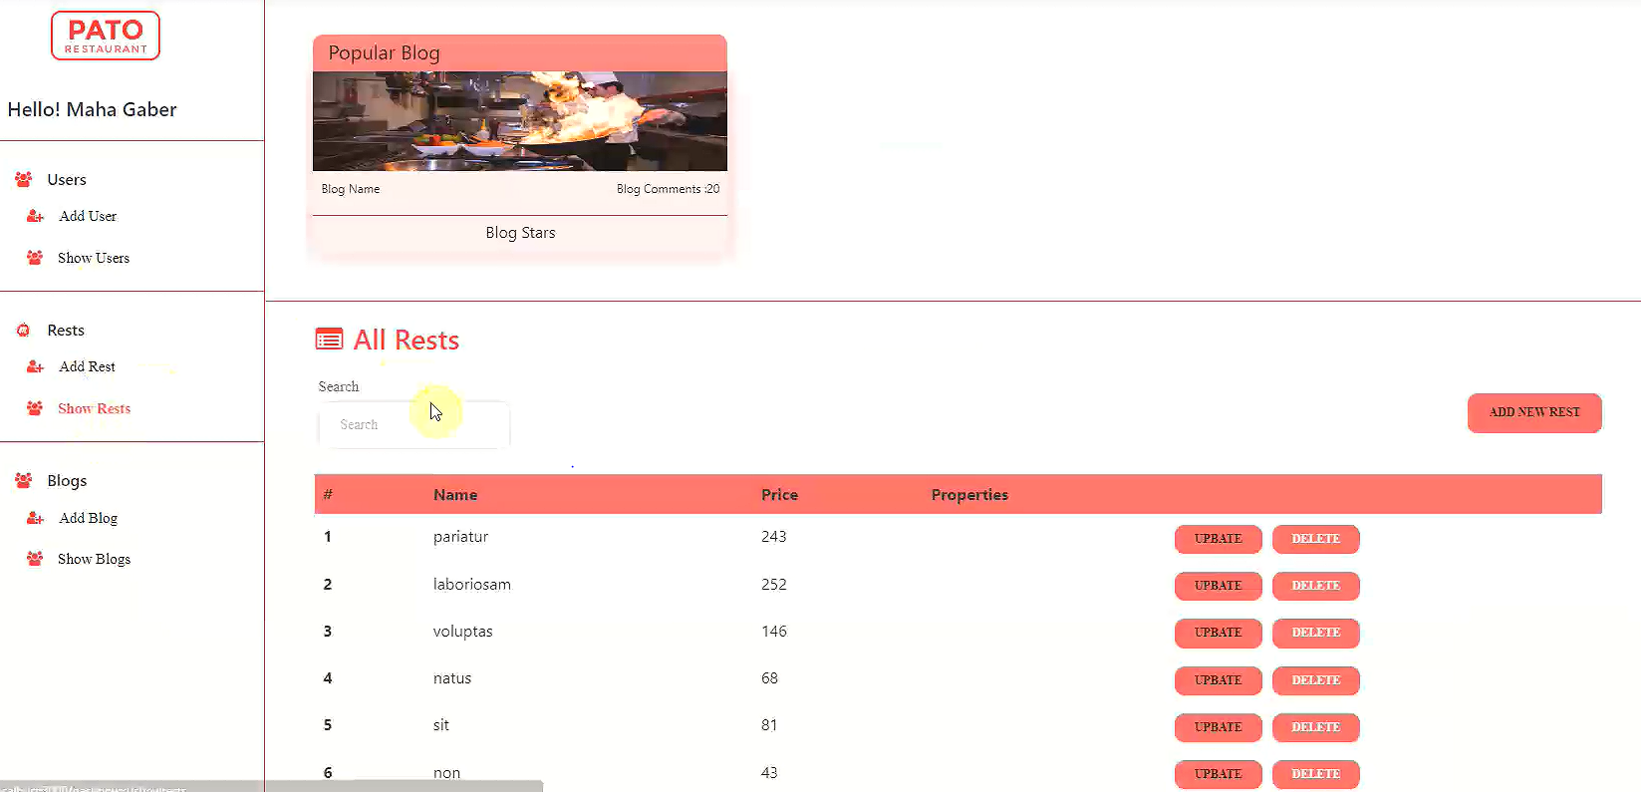 PATO
RESTAURANT
Hello! Maha Gaber
Users
Add User
Show Users
Rests
Add Rest
Show Rests
Blogs
Add Blog
Show Blogs
Popular Blog
Blog Name Blog Comments :20
Blog Stars
All Rests
Search
Search
ADD NEW REST
# Name Price Properties
1 pariatur 243 UPBATE DELETE
2 laboriosam 252 UPBATE DELETE
3 voluptas 146 UPBATE DELETE
4 natus 68 UPBATE DELETE
5 sit 81 UPBATE DELETE
6 non 43 UPBATE DELETE